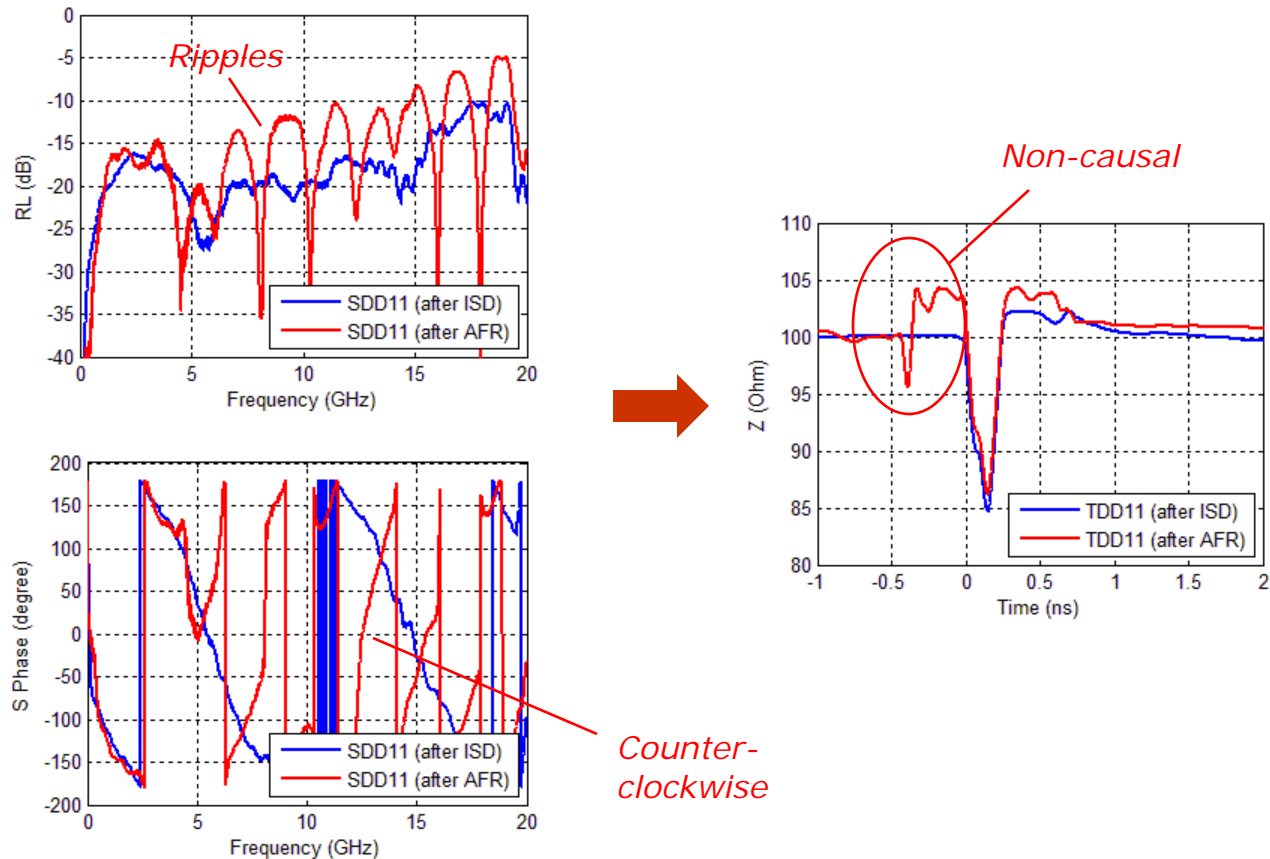 0
-5
-10
-15
-20
-25
-30
-40
RL (dB)
Ripples
SDD11 (after ISD)
SDD11 (after AFR)
0
5
10
15
20
Frequency (GHz)
200
150
100
50
0
-50
-100
-150
-200
S Phase (degree)
SDD11 (after ISD)
SDD11 (after AFR)
0
5
10
15
20
Frequency (GHz)
Counter-
clockwise
Non-causal
110
105
100
95
90
85
80
Z (Ohm)
TDD11 (after ISD)
TDD11 (after AFR)
-1
-0.5
0
0.5
1
1.5
2
Time (ns)